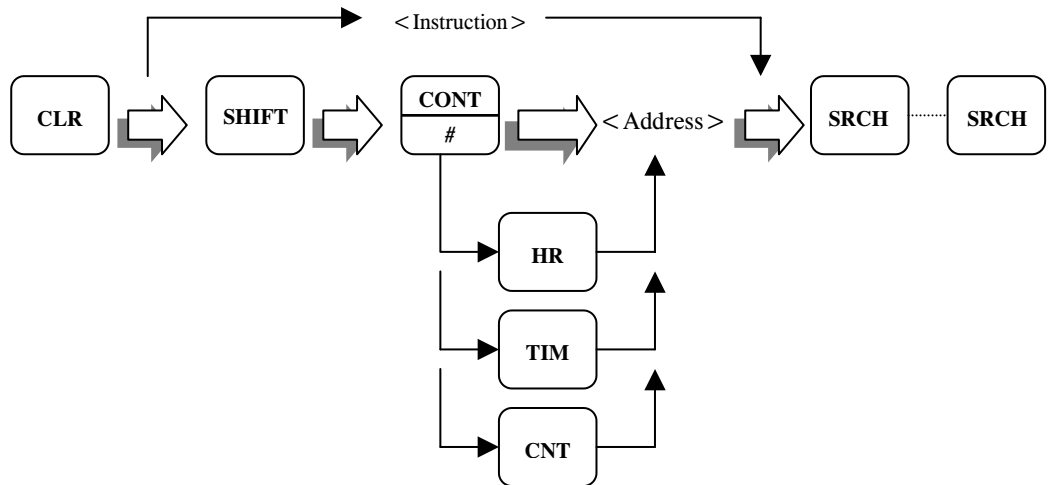 ＜Instruction＞
CLR
SHIFT
CONT
#
＜Address＞
SRCH
SRCH
HR
TIM
CNT